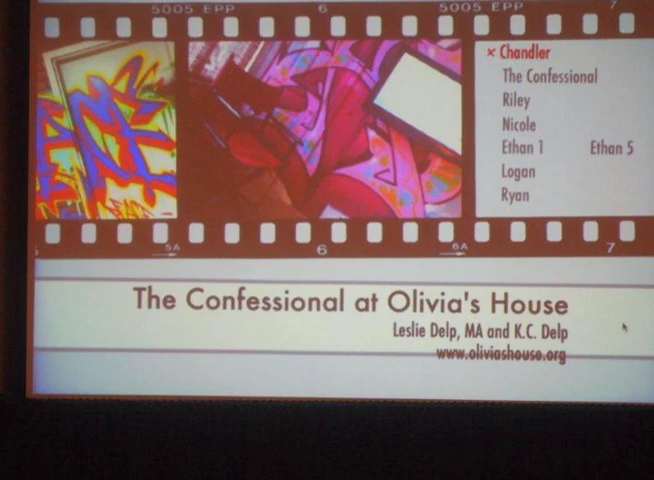 5005 EPP 6 5005 EPP 7
× Chandler
The Confessional
Riley
Nicole
Ethan 1 Ethan 5
Logan
Ryan
5A 6 6A 7
The Confessional at Olivia's House
Leslie Delp, MA and K.C. Delp
www.oliviashouse.org